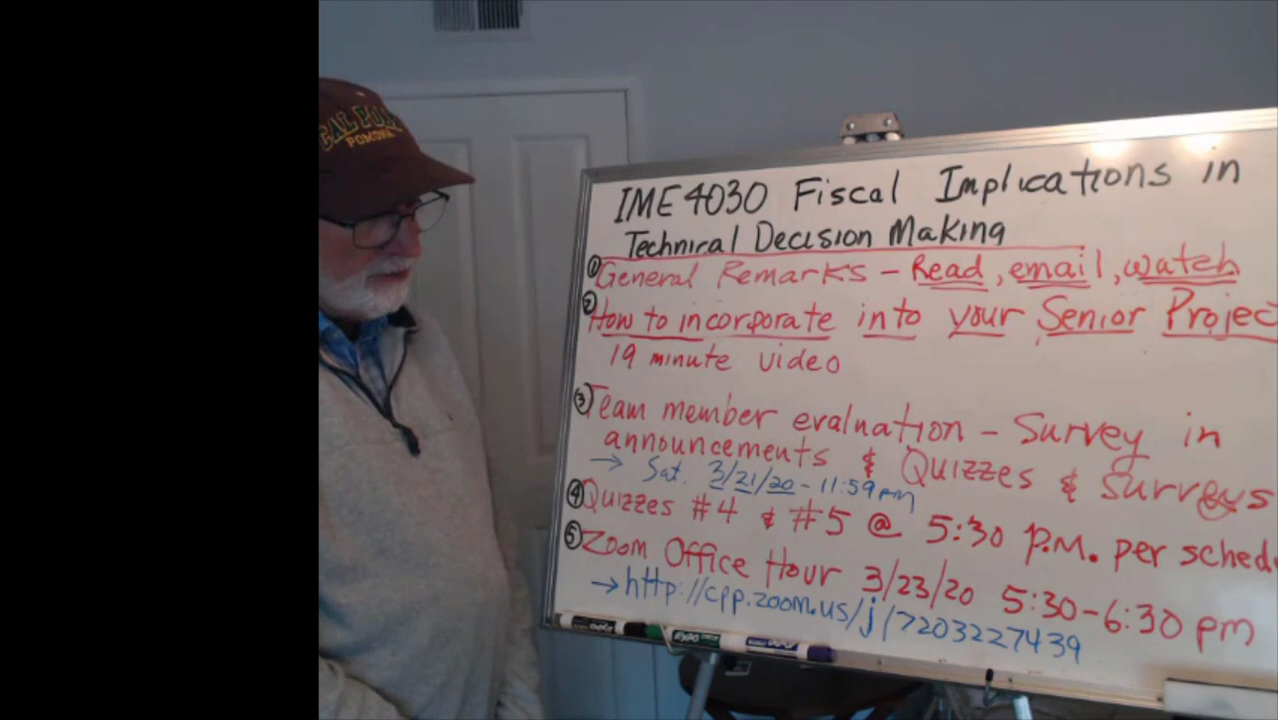 CAL POLY
POMONA
IME 4030 Fiscal Implications in
Technical Decision Making
① General Remarks - Read, email, watch
② How to incorporate into your Senior Projec
19 minute video
③ Team member evaluation - Survey in
announcements & Quizzes & Surveys
→ Sat. 3/21/20 - 11:59 pm
④ Quizzes #4 & #5 @ 5:30 P.M. per sched
⑤ Zoom Office Hour 3/23/20 5:30-6:30 pm
→ http://cpp.zoom.us/j/7203227439
EXPO